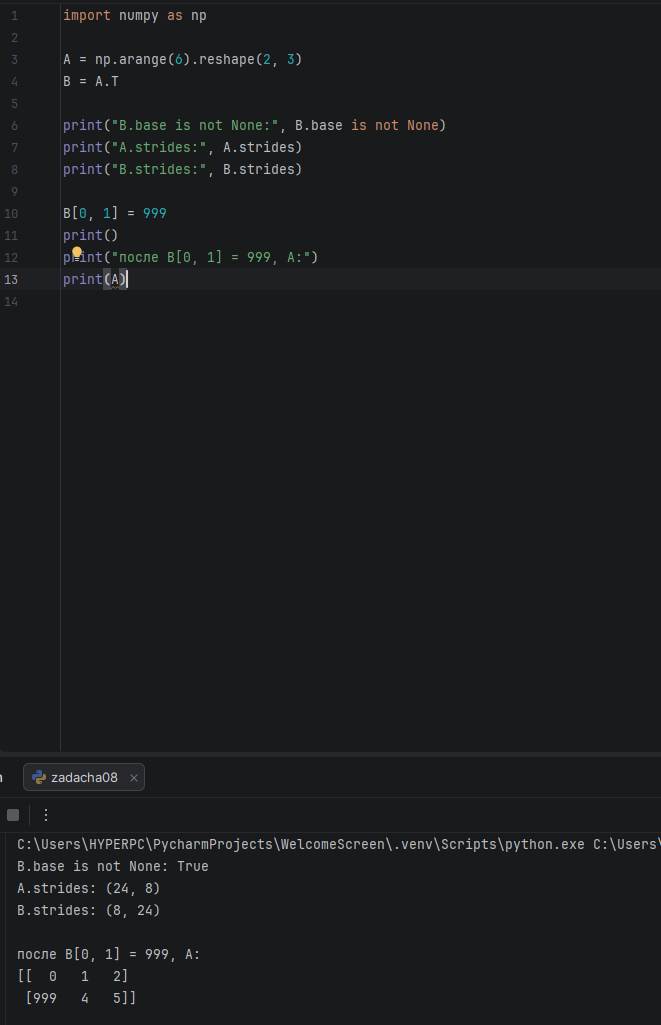 1 import numpy as np
2
3 A = np.arange(6).reshape(2, 3)
4 B = A.T
5
6 print("B.base is not None:", B.base is not None)
7 print("A.strides:", A.strides)
8 print("B.strides:", B.strides)
9
10 B[0, 1] = 999
11 print()
12 print("после B[0, 1] = 999, A:")
13 print(A)
14
zadacha08 ×
C:\Users\HYPERPC\PycharmProjects\WelcomeScreen\.venv\Scripts\python.exe C:\Users\
B.base is not None: True
A.strides: (24, 8)
B.strides: (8, 24)

после B[0, 1] = 999, A:
[[  0   1   2]
 [999   4   5]]